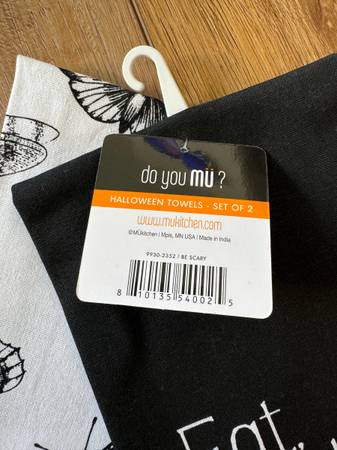 do you mü ?
HALLOWEEN TOWELS - SET OF 2
www.mukitchen.com
©MÜkitchen | Mpls, MN USA | Made in India
9930-2352 / BE SCARY
8 10135 54002 5
Eat,